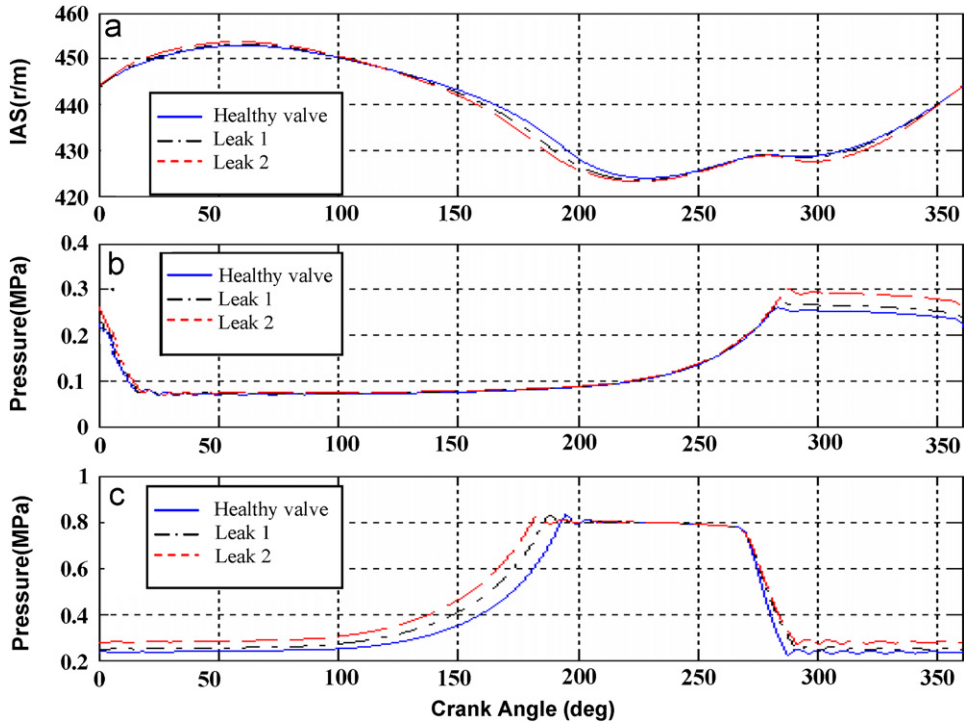 a
IAS(r/m)
460
450
440
430
420
Healthy valve
Leak 1
Leak 2
0 50 100 150 200 250 300 350
b
Pressure(MPa)
0.4
0.3
0.2
0.1
0
Healthy valve
Leak 1
Leak 2
0 50 100 150 200 250 300 350
c
Pressure(MPa)
1
0.8
0.6
0.4
0.2
Healthy valve
Leak 1
Leak 2
0 50 100 150 200 250 300 350
Crank Angle (deg)